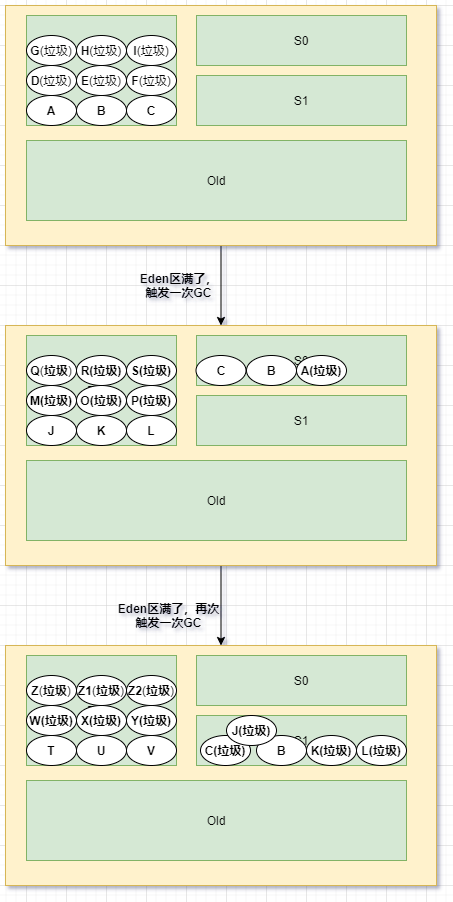 G(垃圾) H(垃圾) I(垃圾)
D(垃圾) E(垃圾) F(垃圾)
A B C
S0
S1
Old
Eden区满了，
触发一次GC
Q(垃圾) R(垃圾) S(垃圾)
M(垃圾) O(垃圾) P(垃圾)
J K L
C B A(垃圾)
S1
Old
Eden区满了，再次
触发一次GC
Z(垃圾) Z1(垃圾) Z2(垃圾)
W(垃圾) X(垃圾) Y(垃圾)
T U V
S0
J(垃圾)
C(垃圾) B K(垃圾) L(垃圾)
Old